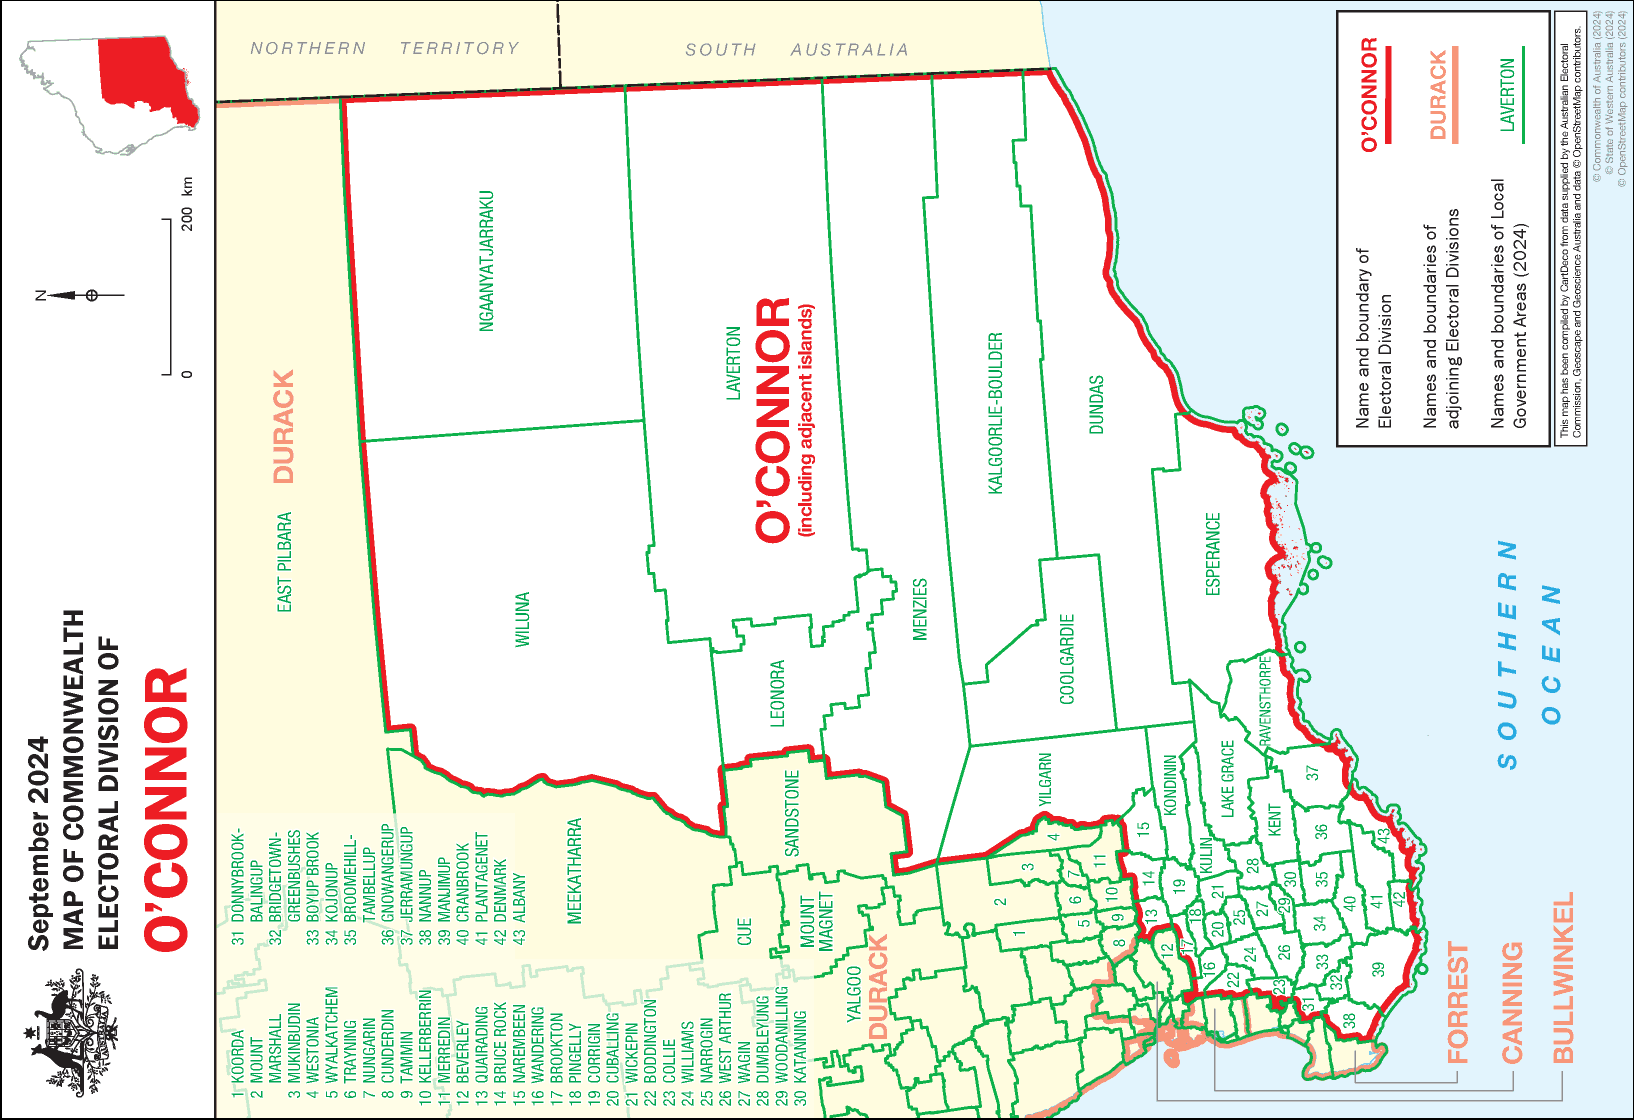 September 2024
MAP OF COMMONWEALTH
ELECTORAL DIVISION OF
O'CONNOR
N
0
200 km
NORTHERN TERRITORY
SOUTH AUSTRALIA
DURACK
EAST PILBARA
NGAANYATJARRAKU
WILUNA
LAVERTON
O'CONNOR
(including adjacent islands)
LEONORA
MENZIES
KALGOORLIE-BOULDER
DUNDAS
COOLGARDIE
ESPERANCE
RAVENSTHORPE
YILGARN
KONDININ
LAKE GRACE
KULIN
KENT
MEEKATHARRA
SANDSTONE
CUE
MOUNT
MAGNET
YALGOO
DURACK
1
2
3
4
5
6
7
8
9
10
11
12
13
14
15
16
17
18
19
20
21
22
23
24
25
26
27
28
29
30
31
32
33
34
35
36
37
38
39
40
41
42
43
1 KOORDA
2 MOUNT
MARSHALL
3 MUKINBUDIN
4 WESTONIA
5 WYALKATCHEM
6 TRAYNING
7 NUNGARIN
8 CUNDERDIN
9 TAMMIN
10 KELLERBERRIN
11 MERREDIN
12 BEVERLEY
13 QUAIRADING
14 BRUCE ROCK
15 NAREMBEEN
16 WANDERING
17 BROOKTON
18 PINGELLY
19 CORRIGIN
20 CUBALLING
21 WICKEPIN
22 BODDINGTON
23 COLLIE
24 WILLIAMS
25 NARROGIN
26 WEST ARTHUR
27 WAGIN
28 DUMBLEYUNG
29 WOODANILLING
30 KATANNING
31 DONNYBROOK-
BALINGUP
32 BRIDGETOWN-
GREENBUSHES
33 BOYUP BROOK
34 KOJONUP
35 BROOMEHILL-
TAMBELLUP
36 GNOWANGERUP
37 JERRAMUNGUP
38 NANNUP
39 MANJIMUP
40 CRANBROOK
41 PLANTAGENET
42 DENMARK
43 ALBANY
SOUTHERN
OCEAN
FORREST
CANNING
BULLWINKEL
Name and boundary of
Electoral Division
O'CONNOR
Names and boundaries of
adjoining Electoral Divisions
DURACK
Names and boundaries of Local
Government Areas (2024)
LAVERTON
This map has been compiled by CartDeco from data supplied by the Australian Electoral
Commission, Geoscape and Geoscience Australia and data © OpenStreetMap contributors.
© Commonwealth of Australia (2024)
© State of Western Australia (2024)
© OpenStreetMap contributors (2024)